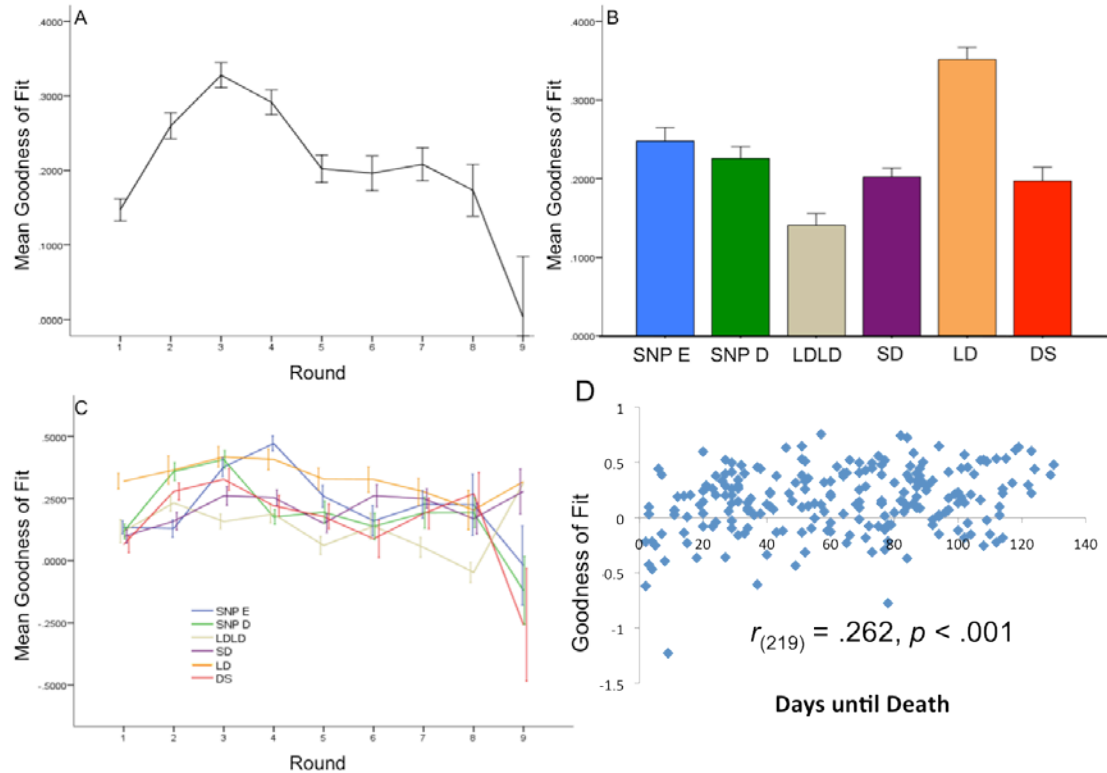 A
.4000
.3000
.2000
.1000
.0000
Mean Goodness of Fit
1 2 3 4 5 6 7 8 9
Round
B
.4000
.3000
.2000
.1000
.0000
Mean Goodness of Fit
SNP E SNP D LDLD SD LD DS
C
.5000
.2500
.0000
-.2500
-.5000
Mean Goodness of Fit
SNP E
SNP D
LDLD
SD
LD
DS
1 2 3 4 5 6 7 8 9
Round
D
1
0.5
0
-0.5
-1
-1.5
Goodness of Fit
0 20 40 60 80 100 120 140
r(219) = .262, p < .001
Days until Death